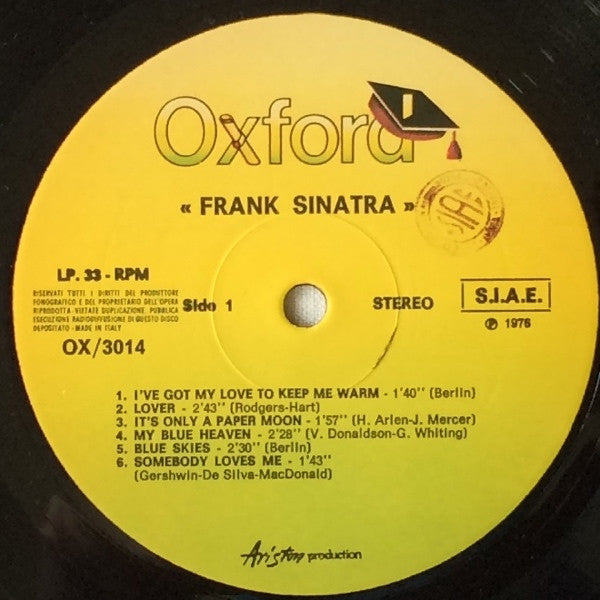 Oxford
« FRANK SINATRA »
SIAE
LP. 33 - RPM
RISERVATI TUTTI I DIRITTI DEL PRODUTTORE
FONOGRAFICO E DEL PROPRIETARIO DELL'OPERA
RIPRODOTTA - VIETATE DUPLICAZIONE, PUBBLICA
ESECUZIONE RADIODIFFUSIONE DI QUESTO DISCO
DEPOSITATO - MADE IN ITALY
OX/3014
Side 1
STEREO
S.I.A.E.
℗ 1976
1. I'VE GOT MY LOVE TO KEEP ME WARM - 1'40'' (Berlin)
2. LOVER - 2'43'' (Rodgers-Hart)
3. IT'S ONLY A PAPER MOON - 1'57'' (H. Arlen-J. Mercer)
4. MY BLUE HEAVEN - 2'28'' (V. Donaldson-G. Whiting)
5. BLUE SKIES - 2'30'' (Berlin)
6. SOMEBODY LOVES ME - 1'43''
(Gershwin-De Silva-MacDonald)
Ariston production